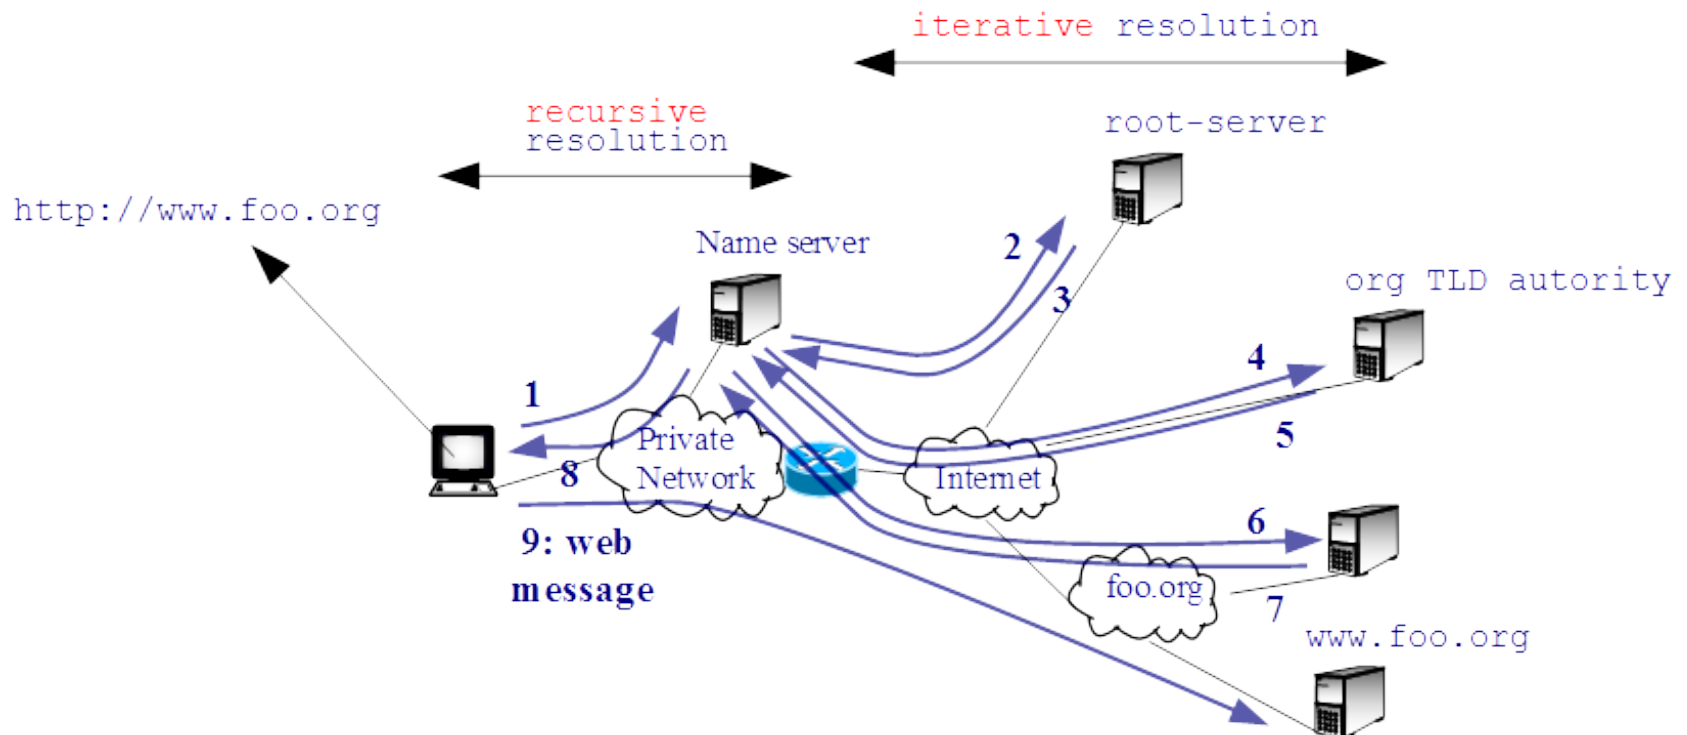 iterative resolution
recursive
resolution
root-server
http://www.foo.org
Name server
2
org TLD autority
3
4
1
5
Private
Network
8
Internet
6
9: web
message
foo.org
7
www.foo.org